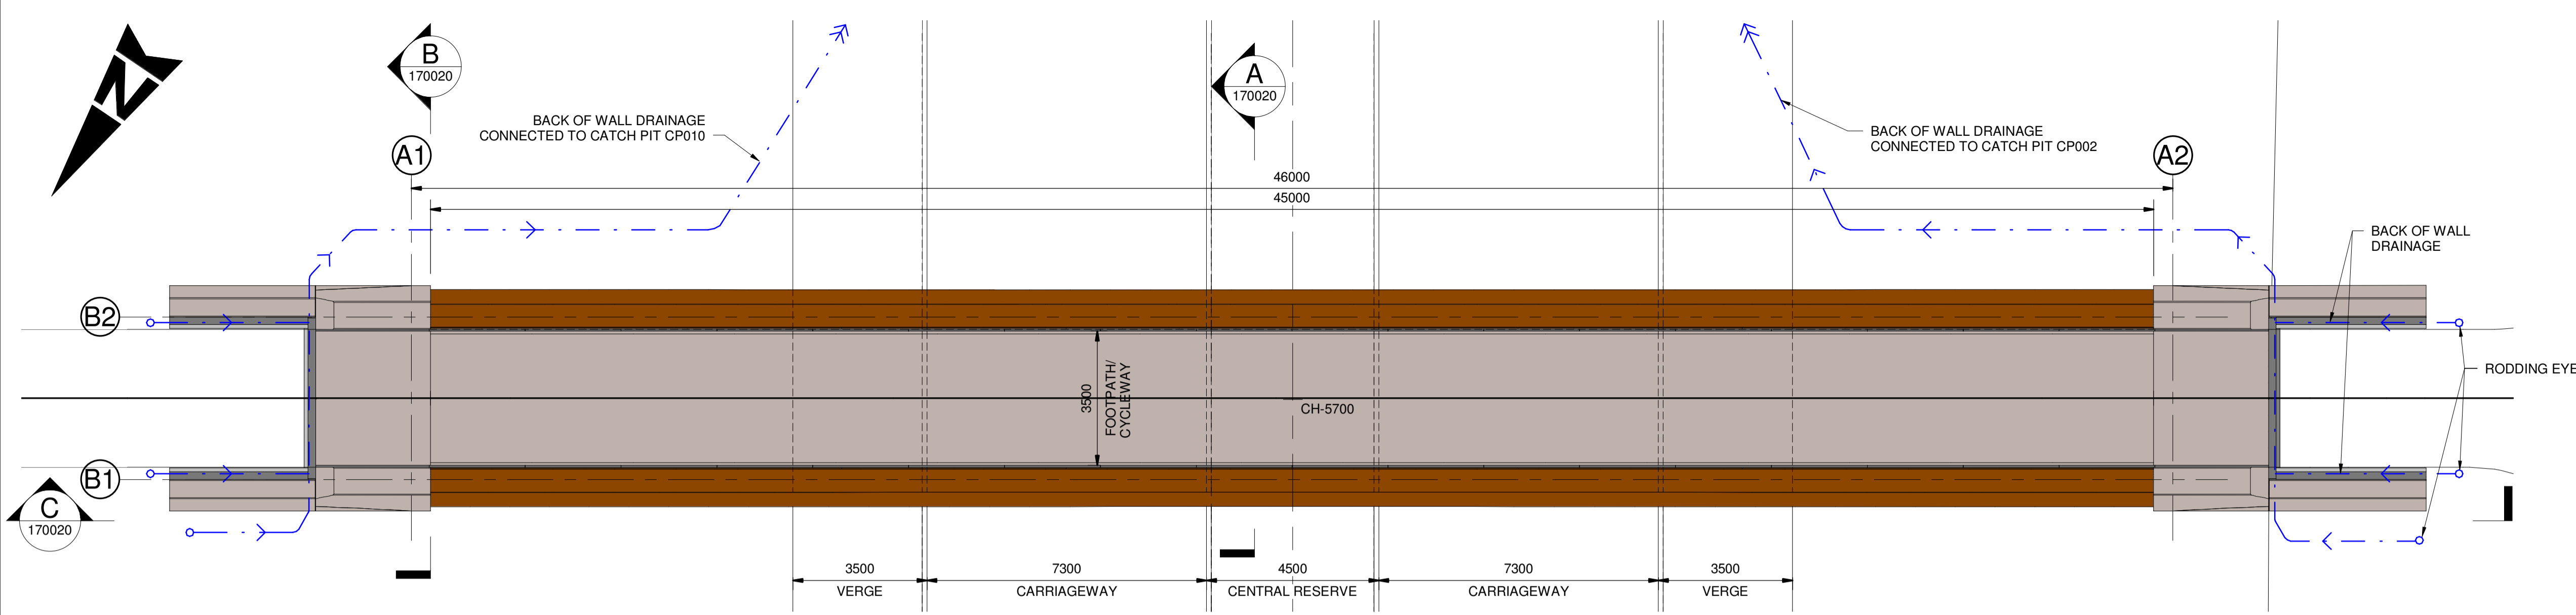 N
B
170020
A
170020
BACK OF WALL DRAINAGE
CONNECTED TO CATCH PIT CP010
BACK OF WALL DRAINAGE
CONNECTED TO CATCH PIT CP002
A1
A2
46000
45000
BACK OF WALL
DRAINAGE
B2
3500
FOOTPATH/
CYCLEWAY
CH-5700
RODDING EYE
B1
C
170020
3500
VERGE
7300
CARRIAGEWAY
4500
CENTRAL RESERVE
7300
CARRIAGEWAY
3500
VERGE